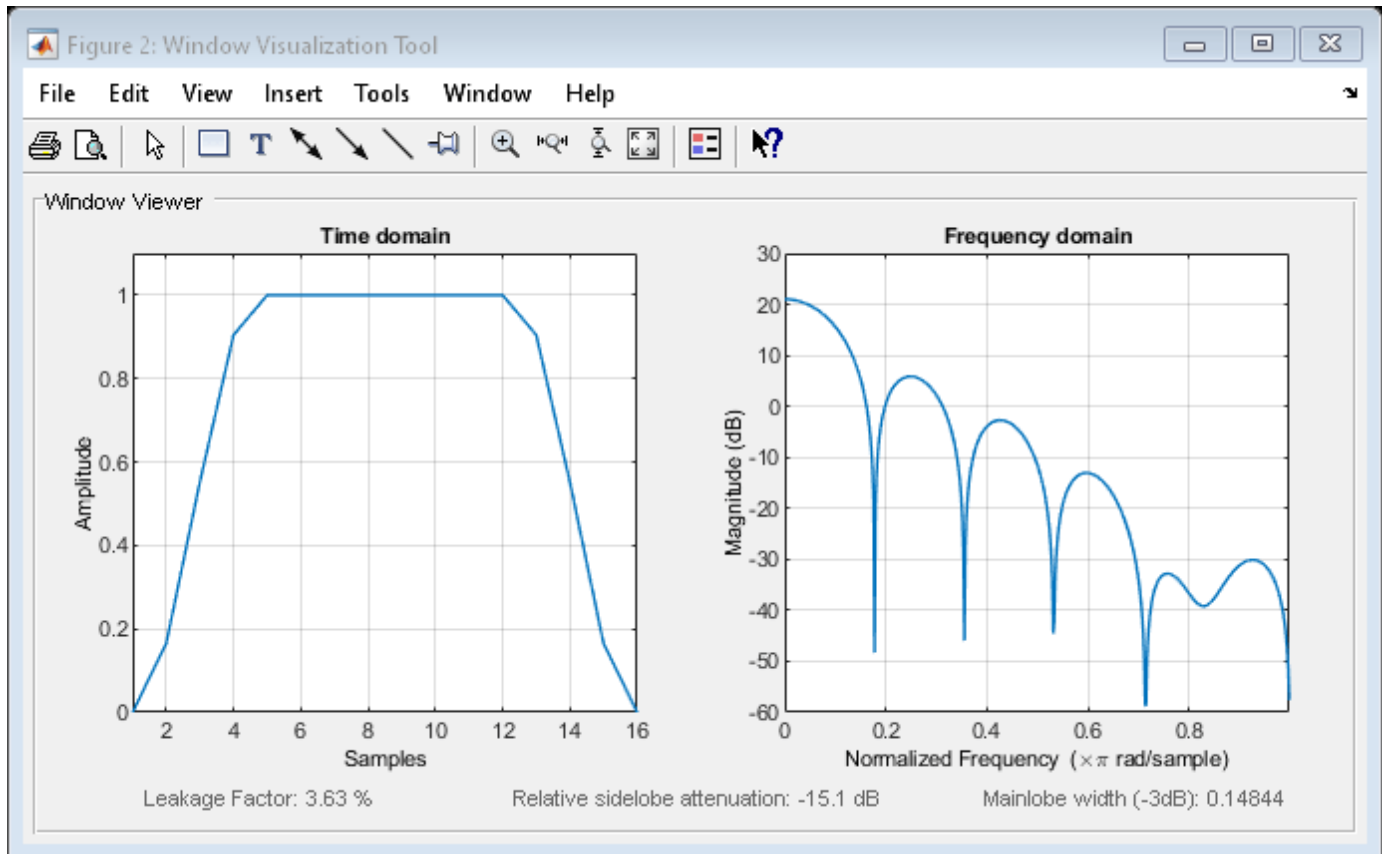 Figure 2: Window Visualization Tool
File Edit View Insert Tools Window Help
T
?
Window Viewer
Time domain
Amplitude
1
0.8
0.6
0.4
0.2
0
2 4 6 8 10 12 14 16
Samples
Frequency domain
Magnitude (dB)
30
20
10
0
-10
-20
-30
-40
-50
-60
0 0.2 0.4 0.6 0.8
Normalized Frequency (×π rad/sample)
Leakage Factor: 3.63 %
Relative sidelobe attenuation: -15.1 dB
Mainlobe width (-3dB): 0.14844